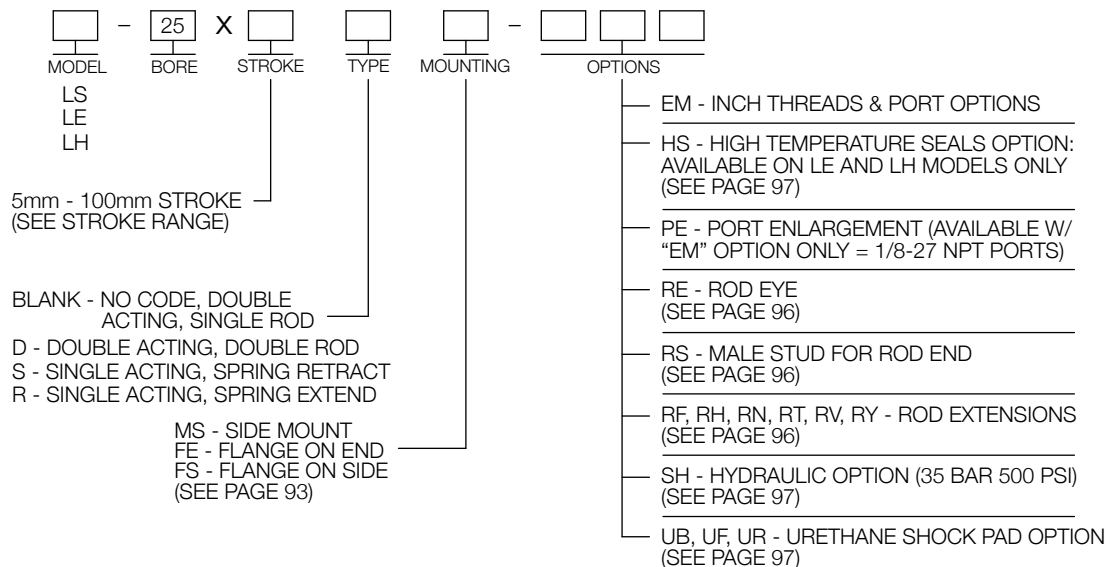 – 25 X –
MODEL BORE STROKE TYPE MOUNTING OPTIONS
LS
LE
LH
5mm - 100mm STROKE
(SEE STROKE RANGE)
BLANK - NO CODE, DOUBLE
ACTING, SINGLE ROD
D - DOUBLE ACTING, DOUBLE ROD
S - SINGLE ACTING, SPRING RETRACT
R - SINGLE ACTING, SPRING EXTEND
MS - SIDE MOUNT
FE - FLANGE ON END
FS - FLANGE ON SIDE
(SEE PAGE 93)
EM - INCH THREADS & PORT OPTIONS
HS - HIGH TEMPERATURE SEALS OPTION:
AVAILABLE ON LE AND LH MODELS ONLY
(SEE PAGE 97)
PE - PORT ENLARGEMENT (AVAILABLE W/
“EM” OPTION ONLY = 1/8-27 NPT PORTS)
RE - ROD EYE
(SEE PAGE 96)
RS - MALE STUD FOR ROD END
(SEE PAGE 96)
RF, RH, RN, RT, RV, RY - ROD EXTENSIONS
(SEE PAGE 96)
SH - HYDRAULIC OPTION (35 BAR 500 PSI)
(SEE PAGE 97)
UB, UF, UR - URETHANE SHOCK PAD OPTION
(SEE PAGE 97)